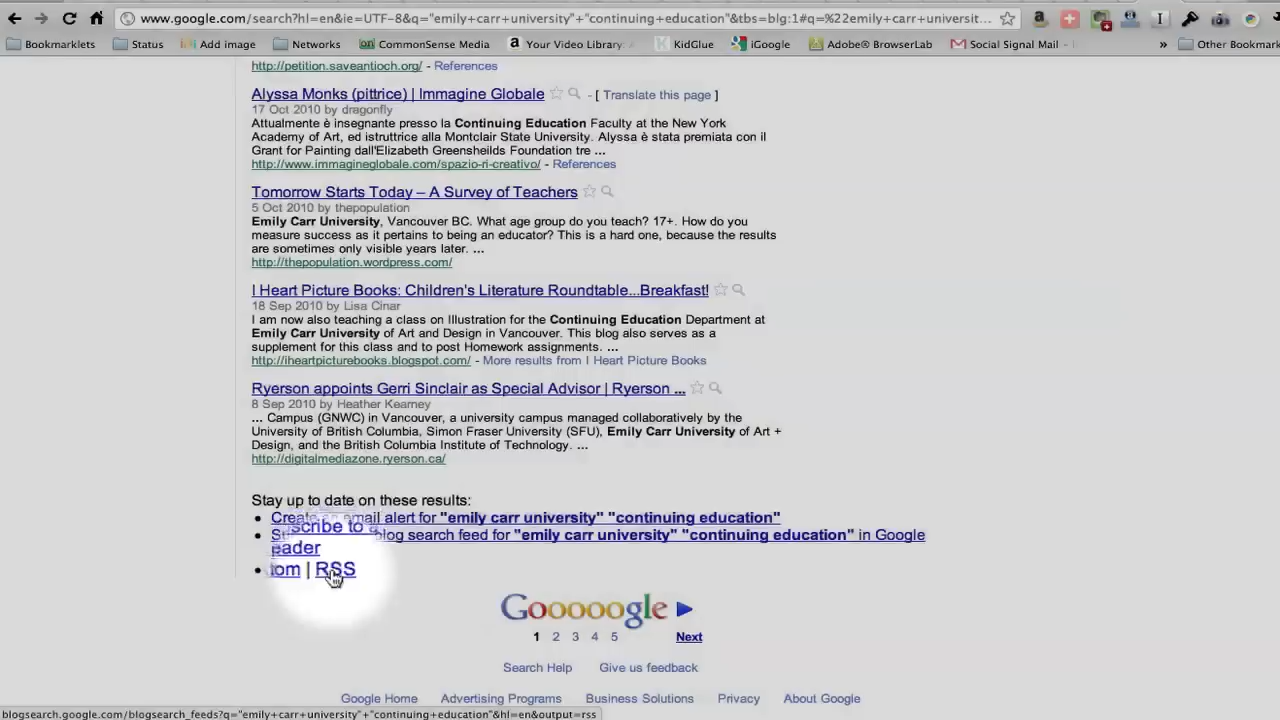 www.google.com/search?hl=en&ie=UTF-8&q="emily+carr+university"+"continuing+education"&tbs=blg:1#q=%22emily+carr+universit...
Bookmarklets Status Add image Networks CommonSense Media Your Video Library: KidGlue iGoogle Adobe® BrowserLab Social Signal Mail - » Other Bookmark
http://petition.saveantioch.org/ - References
Alyssa Monks (pittrice) | Immagine Globale - [ Translate this page ]
17 Oct 2010 by dragonfly
Attualmente è insegnante presso la Continuing Education Faculty at the New York
Academy of Art, ed istruttrice alla Montclair State University. Alyssa è stata premiata con il
Grant for Painting dall'Elizabeth Greensheilds Foundation tre ...
http://www.immagineglobale.com/spazio-ri-creativo/ - References
Tomorrow Starts Today – A Survey of Teachers
5 Oct 2010 by thepopulation
Emily Carr University, Vancouver BC. What age group do you teach? 17+. How do you
measure success as it pertains to being an educator? This is a hard one, because the results
are sometimes only visible years later. ...
http://thepopulation.wordpress.com/
I Heart Picture Books: Children's Literature Roundtable...Breakfast!
18 Sep 2010 by Lisa Cinar
I am now also teaching a class on Illustration for the Continuing Education Department at
Emily Carr University of Art and Design in Vancouver. This blog also serves as a
supplement for this class and to post Homework assignments. ...
http://iheartpicturebooks.blogspot.com/ - More results from I Heart Picture Books
Ryerson appoints Gerri Sinclair as Special Advisor | Ryerson ...
8 Sep 2010 by Heather Kearney
... Campus (GNWC) in Vancouver, a university campus managed collaboratively by the
University of British Columbia, Simon Fraser University (SFU), Emily Carr University of Art +
Design, and the British Columbia Institute of Technology. ...
http://digitalmediazone.ryerson.ca/
Stay up to date on these results:
• Create an email alert for "emily carr university" "continuing education"
• scribe to a blog search feed for "emily carr university" "continuing education" in Google
eader
• tom | RSS
Gooooogle
1 2 3 4 5 Next
Search Help Give us feedback
Google Home Advertising Programs Business Solutions Privacy About Google
blogsearch.google.com/blogsearch_feeds?q="emily+carr+university"+"continuing+education"&hl=en&output=rss